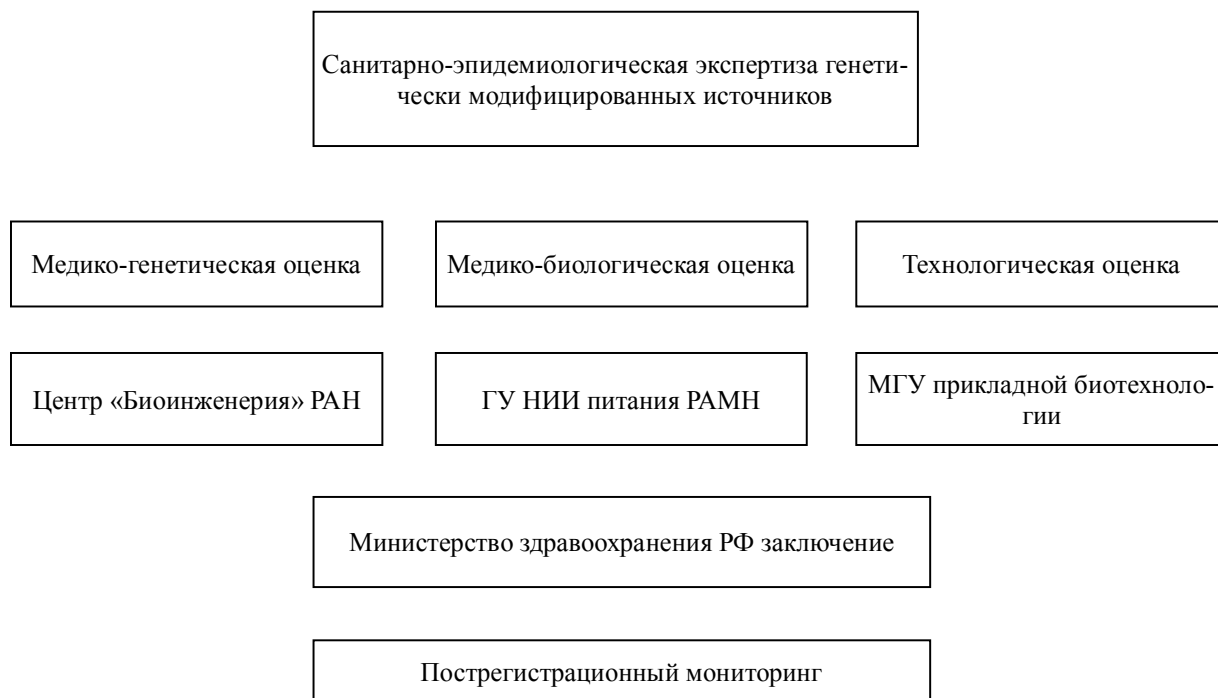 Санитарно-эпидемиологическая экспертиза генети-
чески модифицированных источников
Медико-генетическая оценка
Медико-биологическая оценка
Технологическая оценка
Центр «Биоинженерия» РАН
ГУ НИИ питания РАМН
МГУ прикладной биотехноло-
гии
Министерство здравоохранения РФ заключение
Пострегистрационный мониторинг